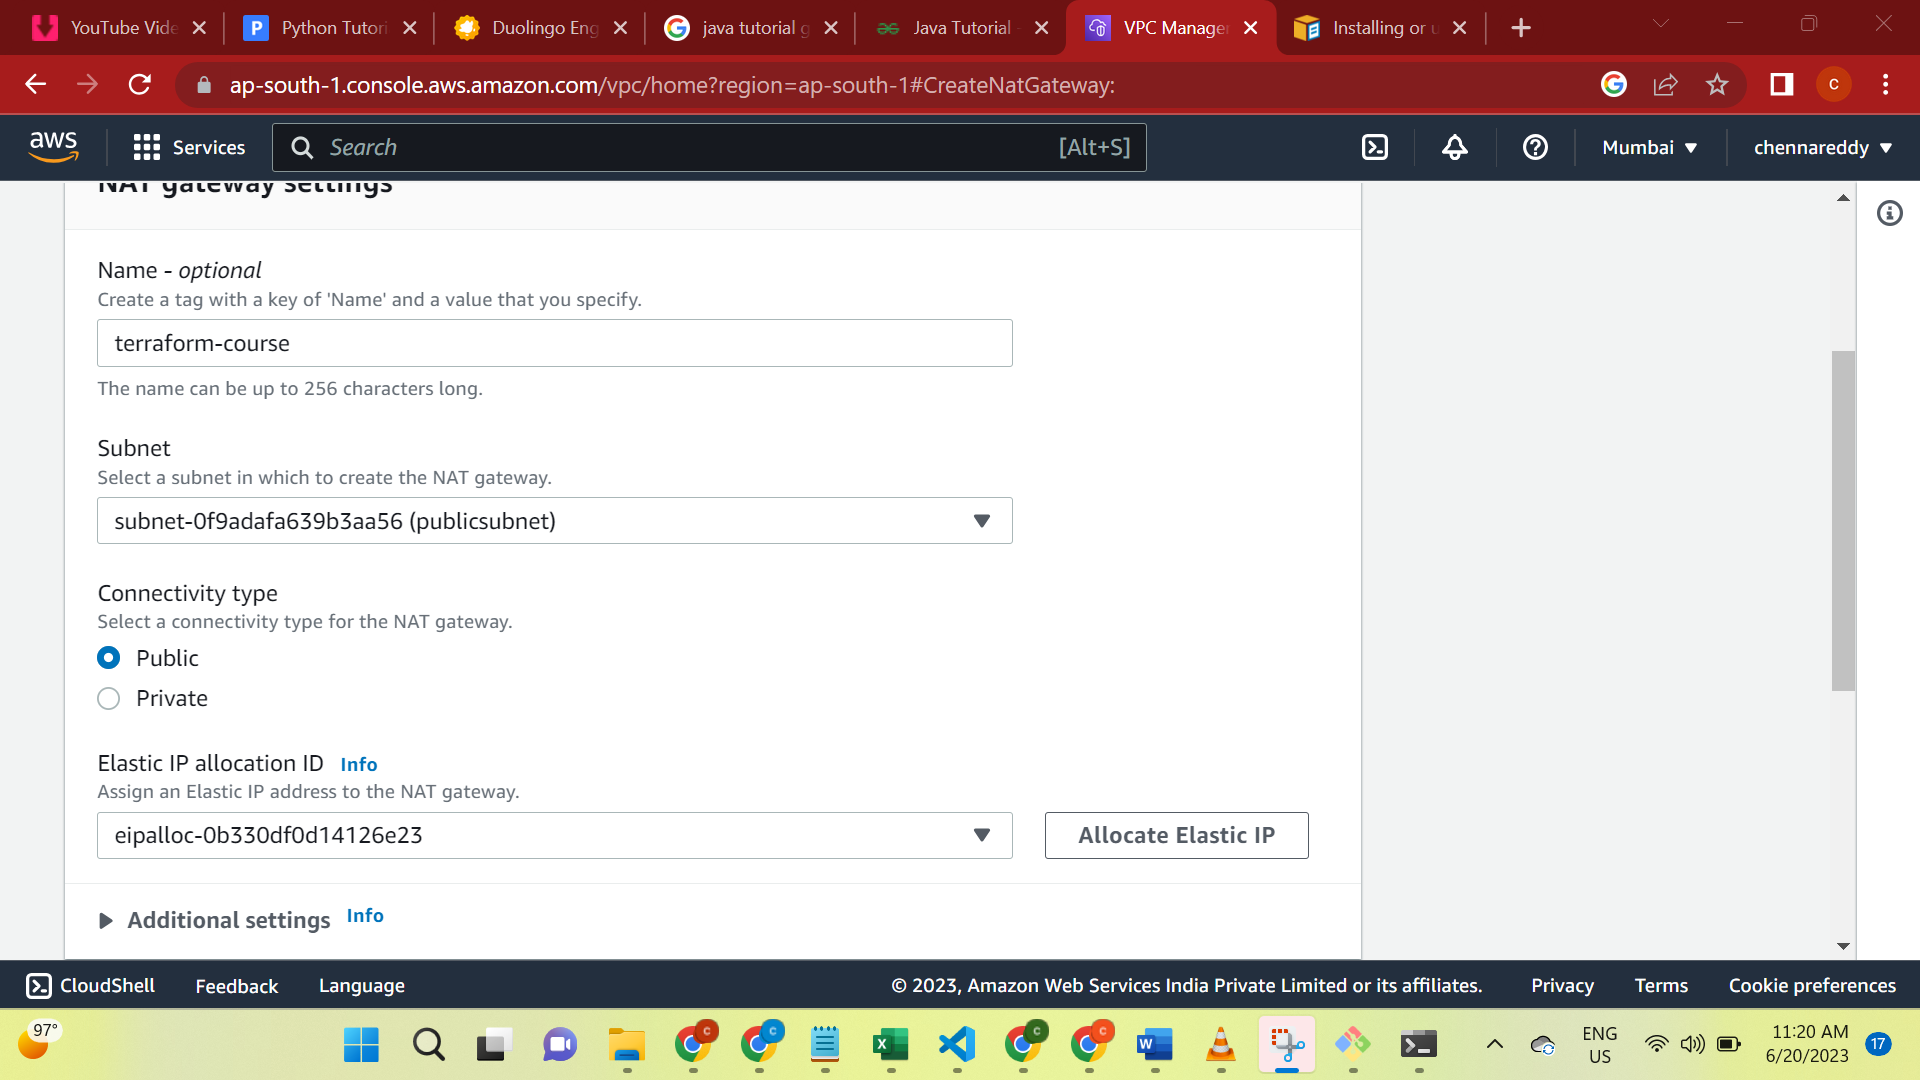 YouTube Vide
Python Tutori
Duolingo Eng
java tutorial g
Java Tutorial -
VPC Manager
Installing or u
ap-south-1.console.aws.amazon.com/vpc/home?region=ap-south-1#CreateNatGateway:
C
aws
Services
Search
[Alt+S]
Mumbai
chennareddy
NAT gateway settings
Name - optional
Create a tag with a key of 'Name' and a value that you specify.
terraform-course
The name can be up to 256 characters long.
Subnet
Select a subnet in which to create the NAT gateway.
subnet-0f9adafa639b3aa56 (publicsubnet)
Connectivity type
Select a connectivity type for the NAT gateway.
Public
Private
Elastic IP allocation ID Info
Assign an Elastic IP address to the NAT gateway.
eipalloc-0b330df0d14126e23
Allocate Elastic IP
Additional settings Info
CloudShell
Feedback
Language
© 2023, Amazon Web Services India Private Limited or its affiliates.
Privacy
Terms
Cookie preferences
97°
ENG
US
11:20 AM
6/20/2023
17